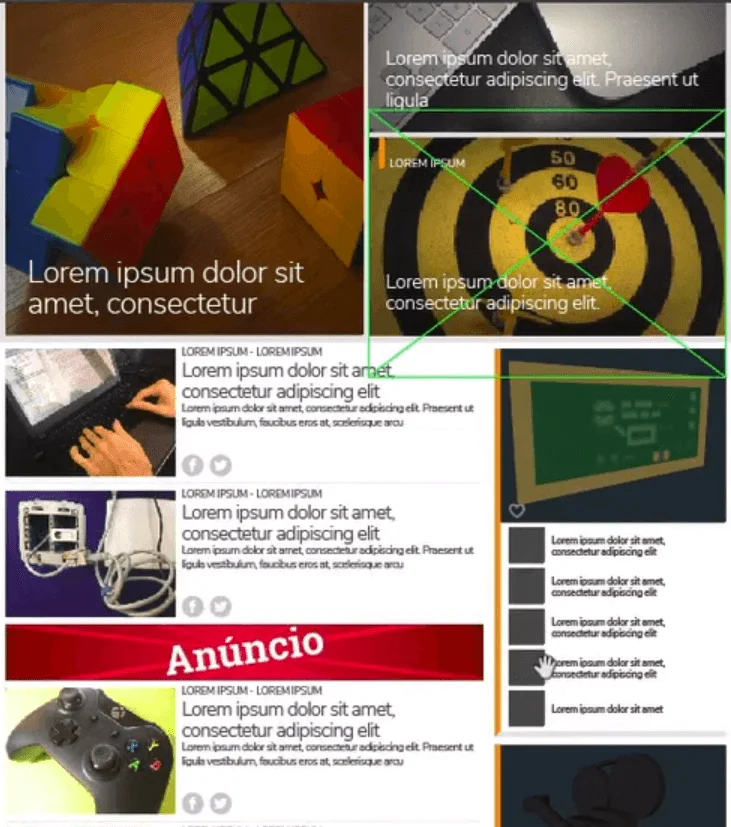 Lorem ipsum dolor sit amet,
consectetur adipiscing elit. Praesent ut
ligula
LOREM IPSUM
50
60
80
Lorem ipsum dolor sit amet,
consectetur adipiscing elit.
Lorem ipsum dolor sit
amet, consectetur
LOREM IPSUM - LOREM IPSUM
Lorem ipsum dolor sit amet,
consectetur adipiscing elit
Lorem ipsum dolor sit amet, consectetur adipiscing elit. Praesent ut
ligula vestibulum, faucibus eros at, scelerisque arcu
LOREM IPSUM - LOREM IPSUM
Lorem ipsum dolor sit amet,
consectetur adipiscing elit
Lorem ipsum dolor sit amet, consectetur adipiscing elit. Praesent ut
ligula vestibulum, faucibus eros at, scelerisque arcu
Anúncio
LOREM IPSUM - LOREM IPSUM
Lorem ipsum dolor sit amet,
consectetur adipiscing elit
Lorem ipsum dolor sit amet, consectetur adipiscing elit. Praesent ut
ligula vestibulum, faucibus eros at, scelerisque arcu
Lorem ipsum dolor sit amet,
consectetur adipiscing elit
Lorem ipsum dolor sit amet,
consectetur adipiscing elit
Lorem ipsum dolor sit amet,
consectetur adipiscing elit
Lorem ipsum dolor sit amet,
consectetur adipiscing elit
Lorem ipsum dolor sit amet